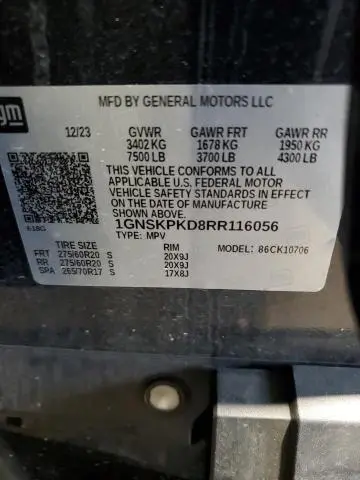 gm
MFD BY GENERAL MOTORS LLC
12/23 GVWR GAWR FRT GAWR RR
3402 KG 1678 KG 1950 KG
7500 LB 3700 LB 4300 LB
THIS VEHICLE CONFORMS TO ALL
APPLICABLE U.S. FEDERAL MOTOR
VEHICLE SAFETY STANDARDS IN EFFECT
ON THE DATE OF MANUFACTURE
SHOWN ABOVE.
618G 1GNSKPKD8RR116056
TYPE: MPV
TIRE SIZE RIM MODEL: 86CK10706
FRT 275/60R20 S 20X9J
RR 275/60R20 S 20X9J
SPA 265/70R17 S 17X8J